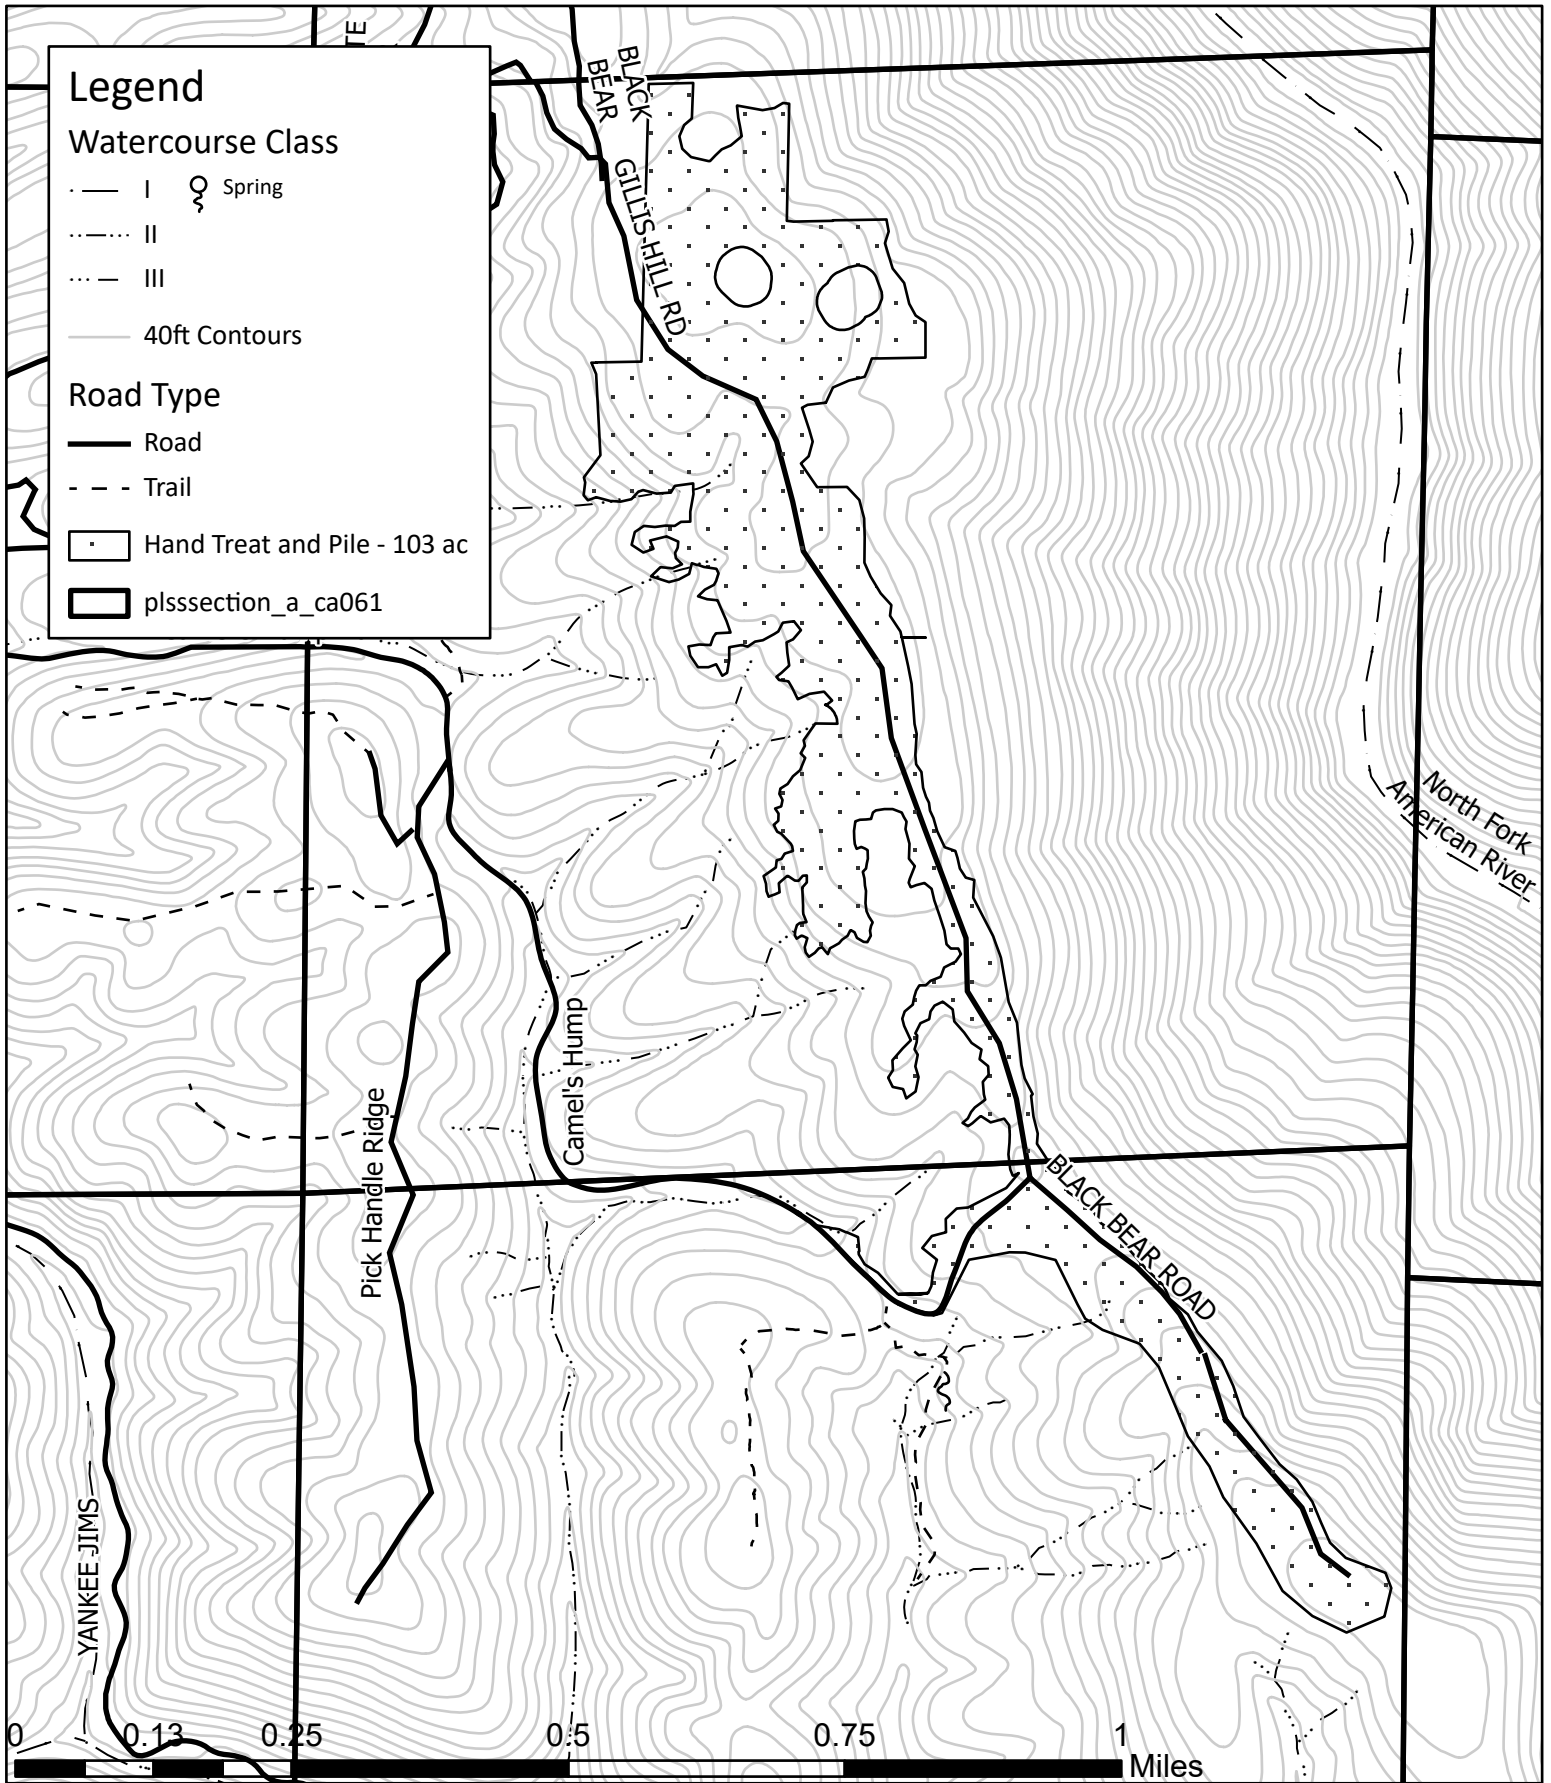 TE
Legend
Watercourse Class
I
Spring
II
III
40ft Contours
Road Type
Road
Trail
Hand Treat and Pile - 103 ac
plsssection_a_ca061
BLACK
BEAR
GILLIS HILL RD
North Fork
American River
Camel's Hump
Pick Handle Ridge
BLACK BEAR ROAD
YANKEE JIMS
0 0.13 0.25 0.5 0.75 1
Miles